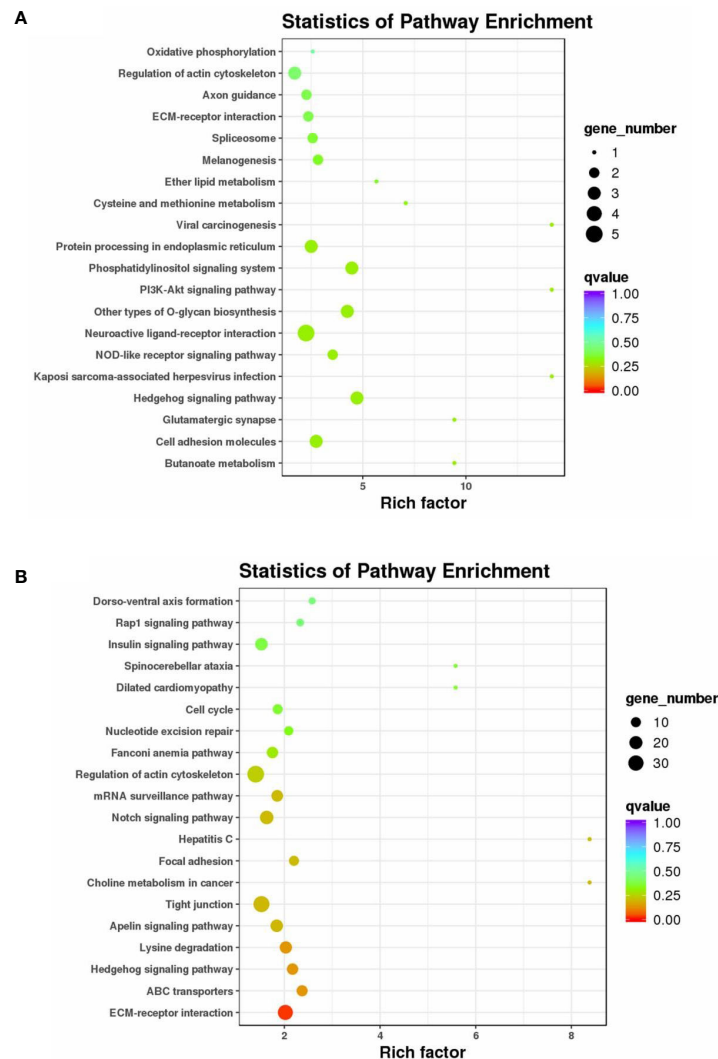 A
Statistics of Pathway Enrichment
Oxidative phosphorylation
Regulation of actin cytoskeleton
Axon guidance
ECM-receptor interaction
Spliceosome
Melanogenesis
Ether lipid metabolism
Cysteine and methionine metabolism
Viral carcinogenesis
Protein processing in endoplasmic reticulum
Phosphatidylinositol signaling system
PI3K-Akt signaling pathway
Other types of O-glycan biosynthesis
Neuroactive ligand-receptor interaction
NOD-like receptor signaling pathway
Kaposi sarcoma-associated herpesvirus infection
Hedgehog signaling pathway
Glutamatergic synapse
Cell adhesion molecules
Butanoate metabolism
5 10
Rich factor
gene_number
1
2
3
4
5
qvalue
1.00
0.75
0.50
0.25
0.00
B
Statistics of Pathway Enrichment
Dorso-ventral axis formation
Rap1 signaling pathway
Insulin signaling pathway
Spinocerebellar ataxia
Dilated cardiomyopathy
Cell cycle
Nucleotide excision repair
Fanconi anemia pathway
Regulation of actin cytoskeleton
mRNA surveillance pathway
Notch signaling pathway
Hepatitis C
Focal adhesion
Choline metabolism in cancer
Tight junction
Apelin signaling pathway
Lysine degradation
Hedgehog signaling pathway
ABC transporters
ECM-receptor interaction
2 4 6 8
Rich factor
gene_number
10
20
30
qvalue
1.00
0.75
0.50
0.25
0.00